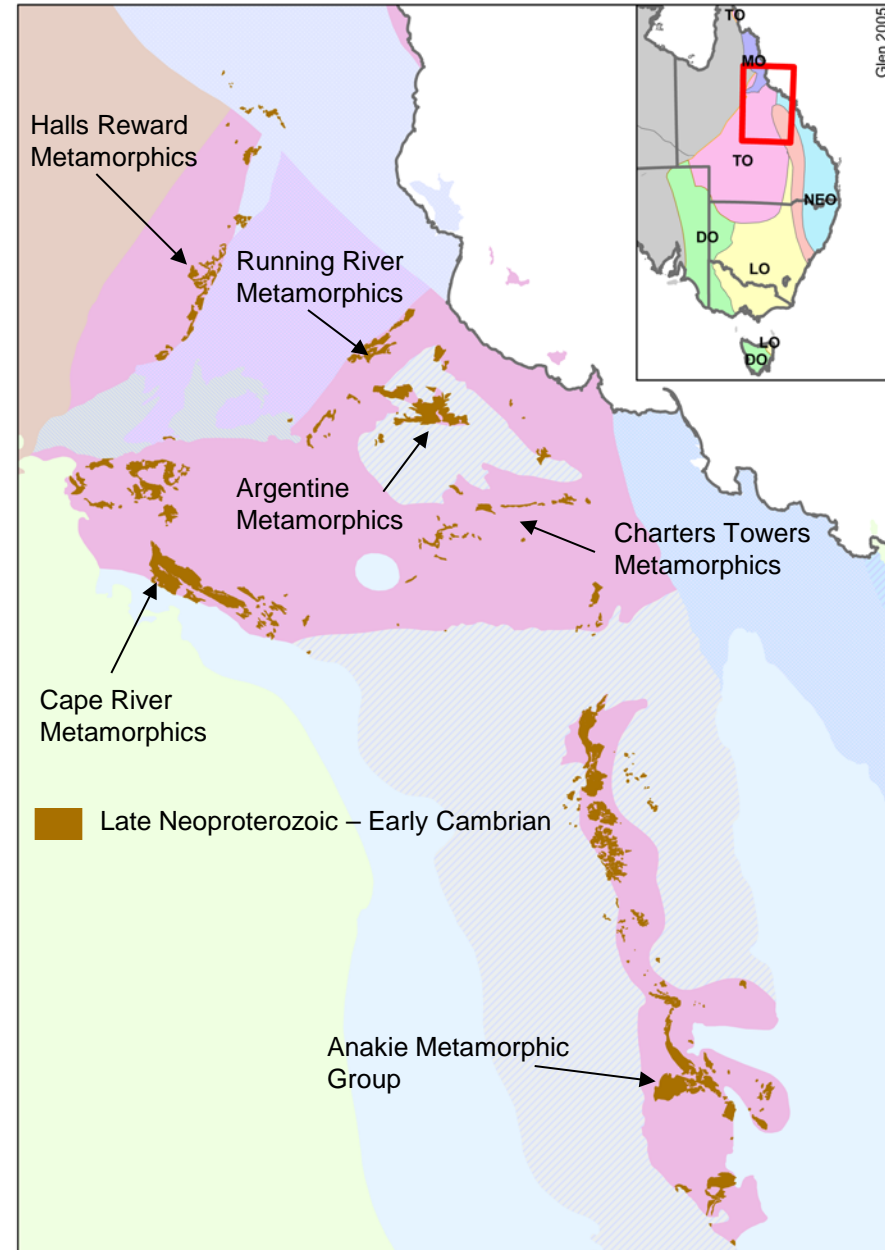 Halls Reward
Metamorphics
Running River
Metamorphics
Argentine
Metamorphics
Charters Towers
Metamorphics
Cape River
Metamorphics
Late Neoproterozoic – Early Cambrian
Anakie Metamorphic
Group
TO
MO
TO
NEO
DO
LO
LO
DO
Glen 2005